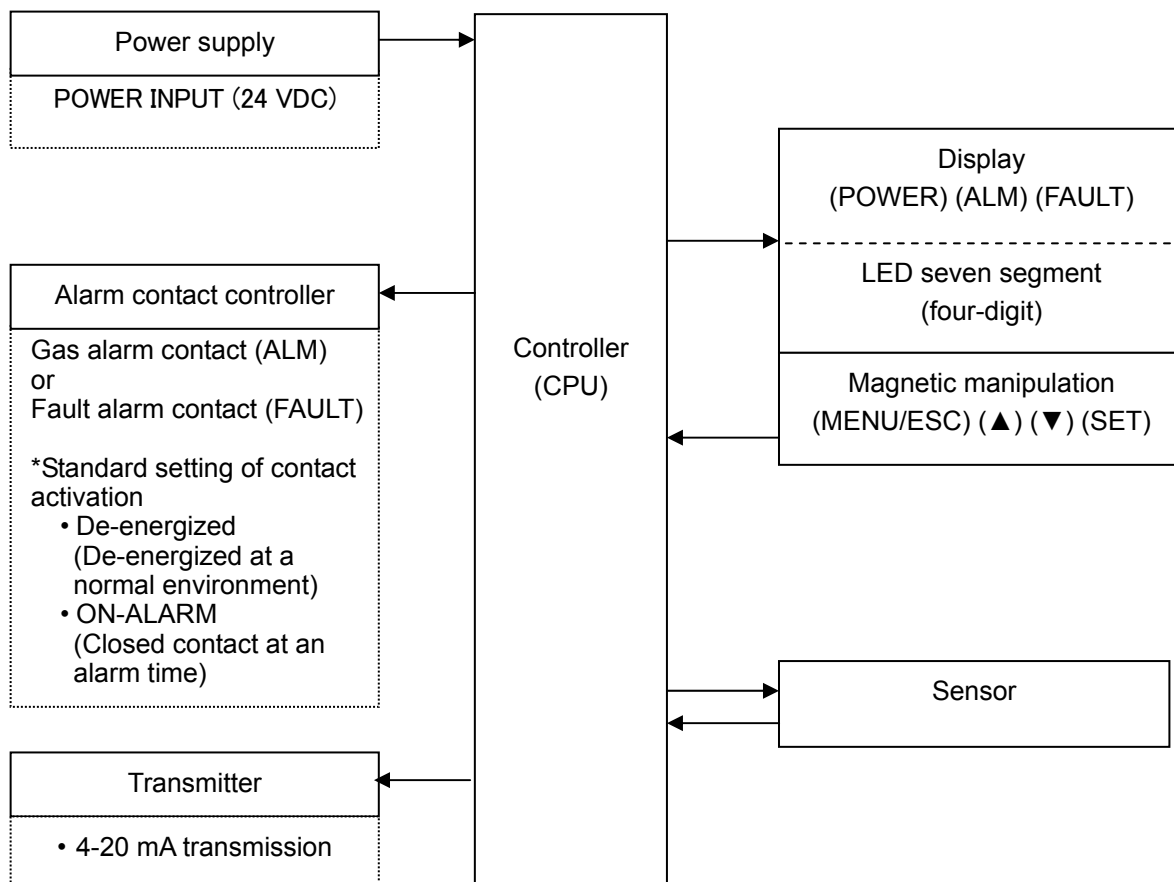 Power supply
POWER INPUT (24 VDC)
Alarm contact controller
Gas alarm contact (ALM)
or
Fault alarm contact (FAULT)
*Standard setting of contact
activation
• De-energized
(De-energized at a
normal environment)
• ON-ALARM
(Closed contact at an
alarm time)
Transmitter
• 4-20 mA transmission
Controller
(CPU)
Display
(POWER) (ALM) (FAULT)
LED seven segment
(four-digit)
Magnetic manipulation
(MENU/ESC) (▲) (▼) (SET)
Sensor